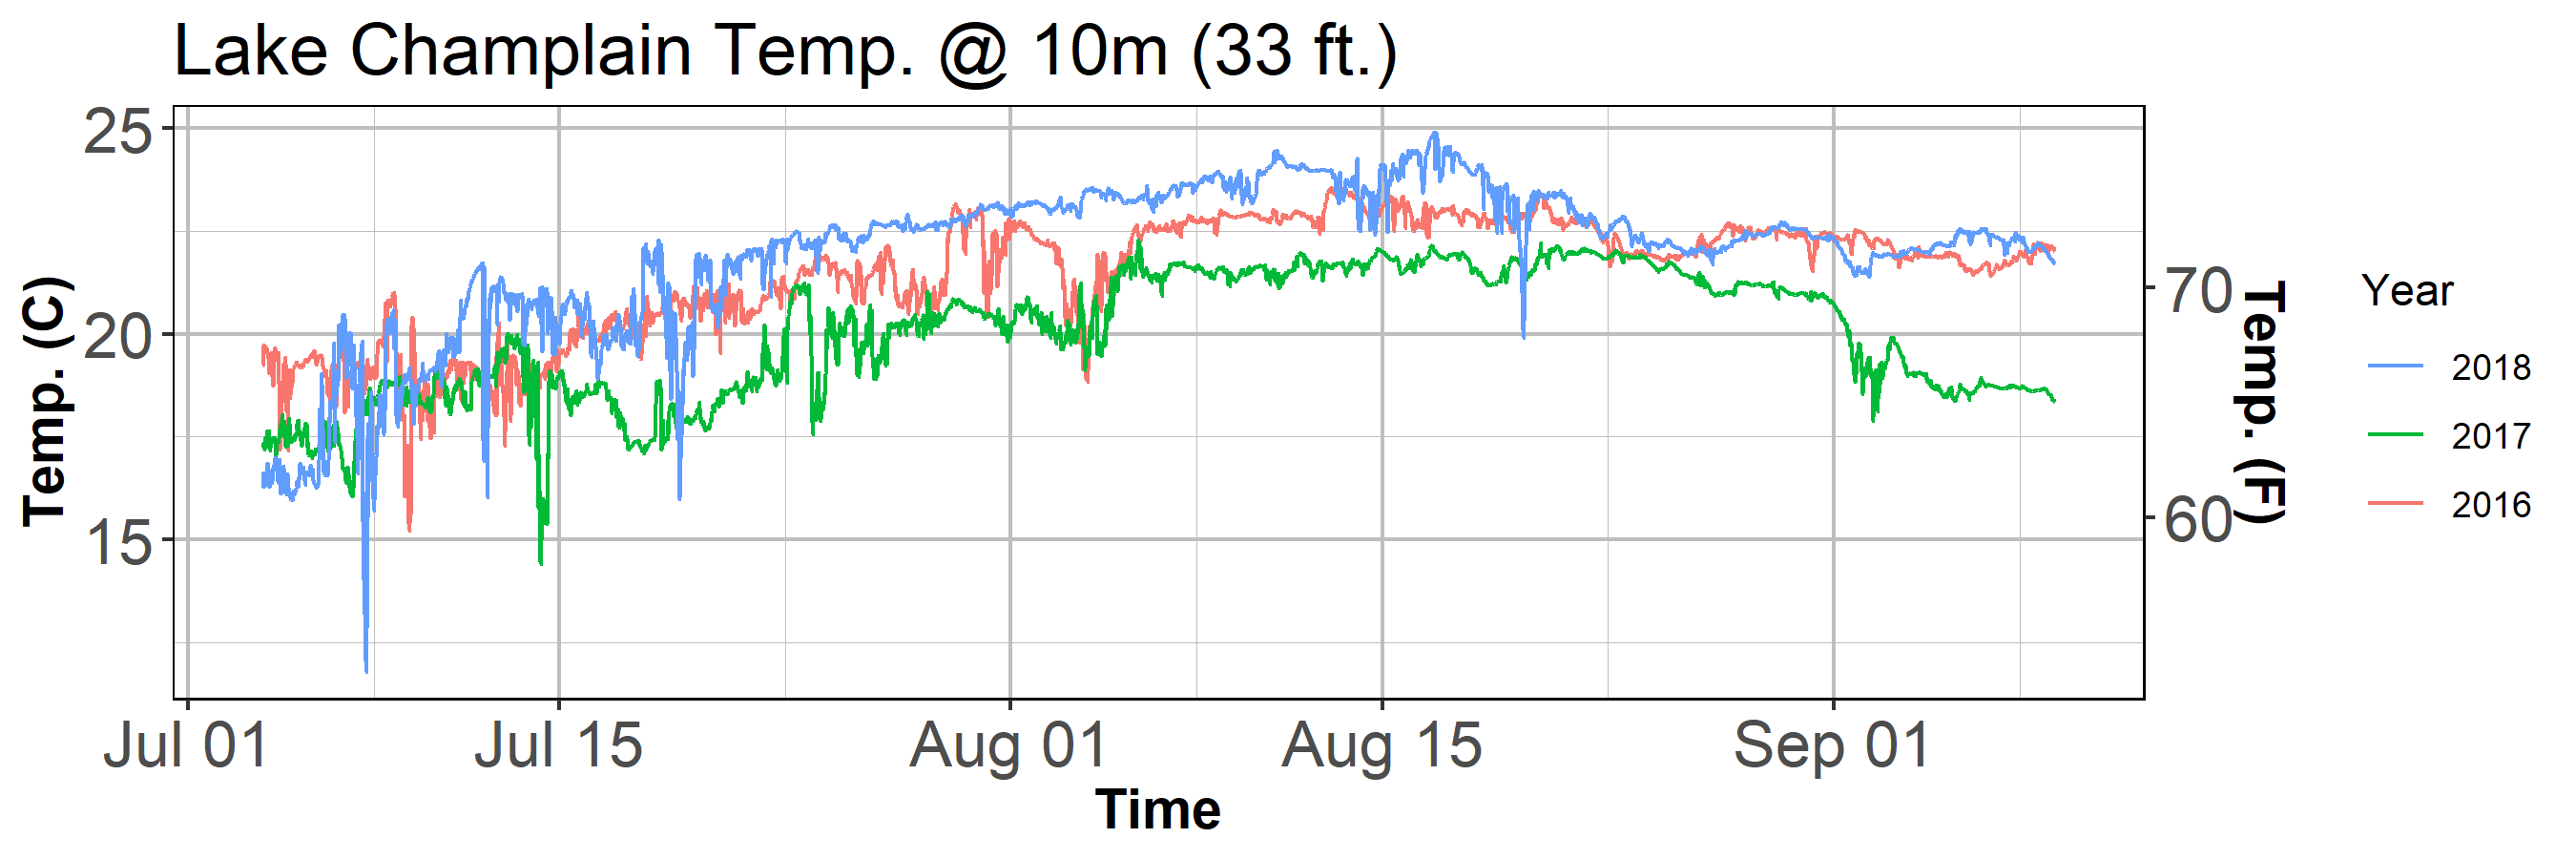 Lake Champlain Temp. @ 10m (33 ft.)
25
20
15
Temp. (C)
70
60
Temp. (F)
Jul 01
Jul 15
Aug 01
Aug 15
Sep 01
Time
Year
2018
2017
2016